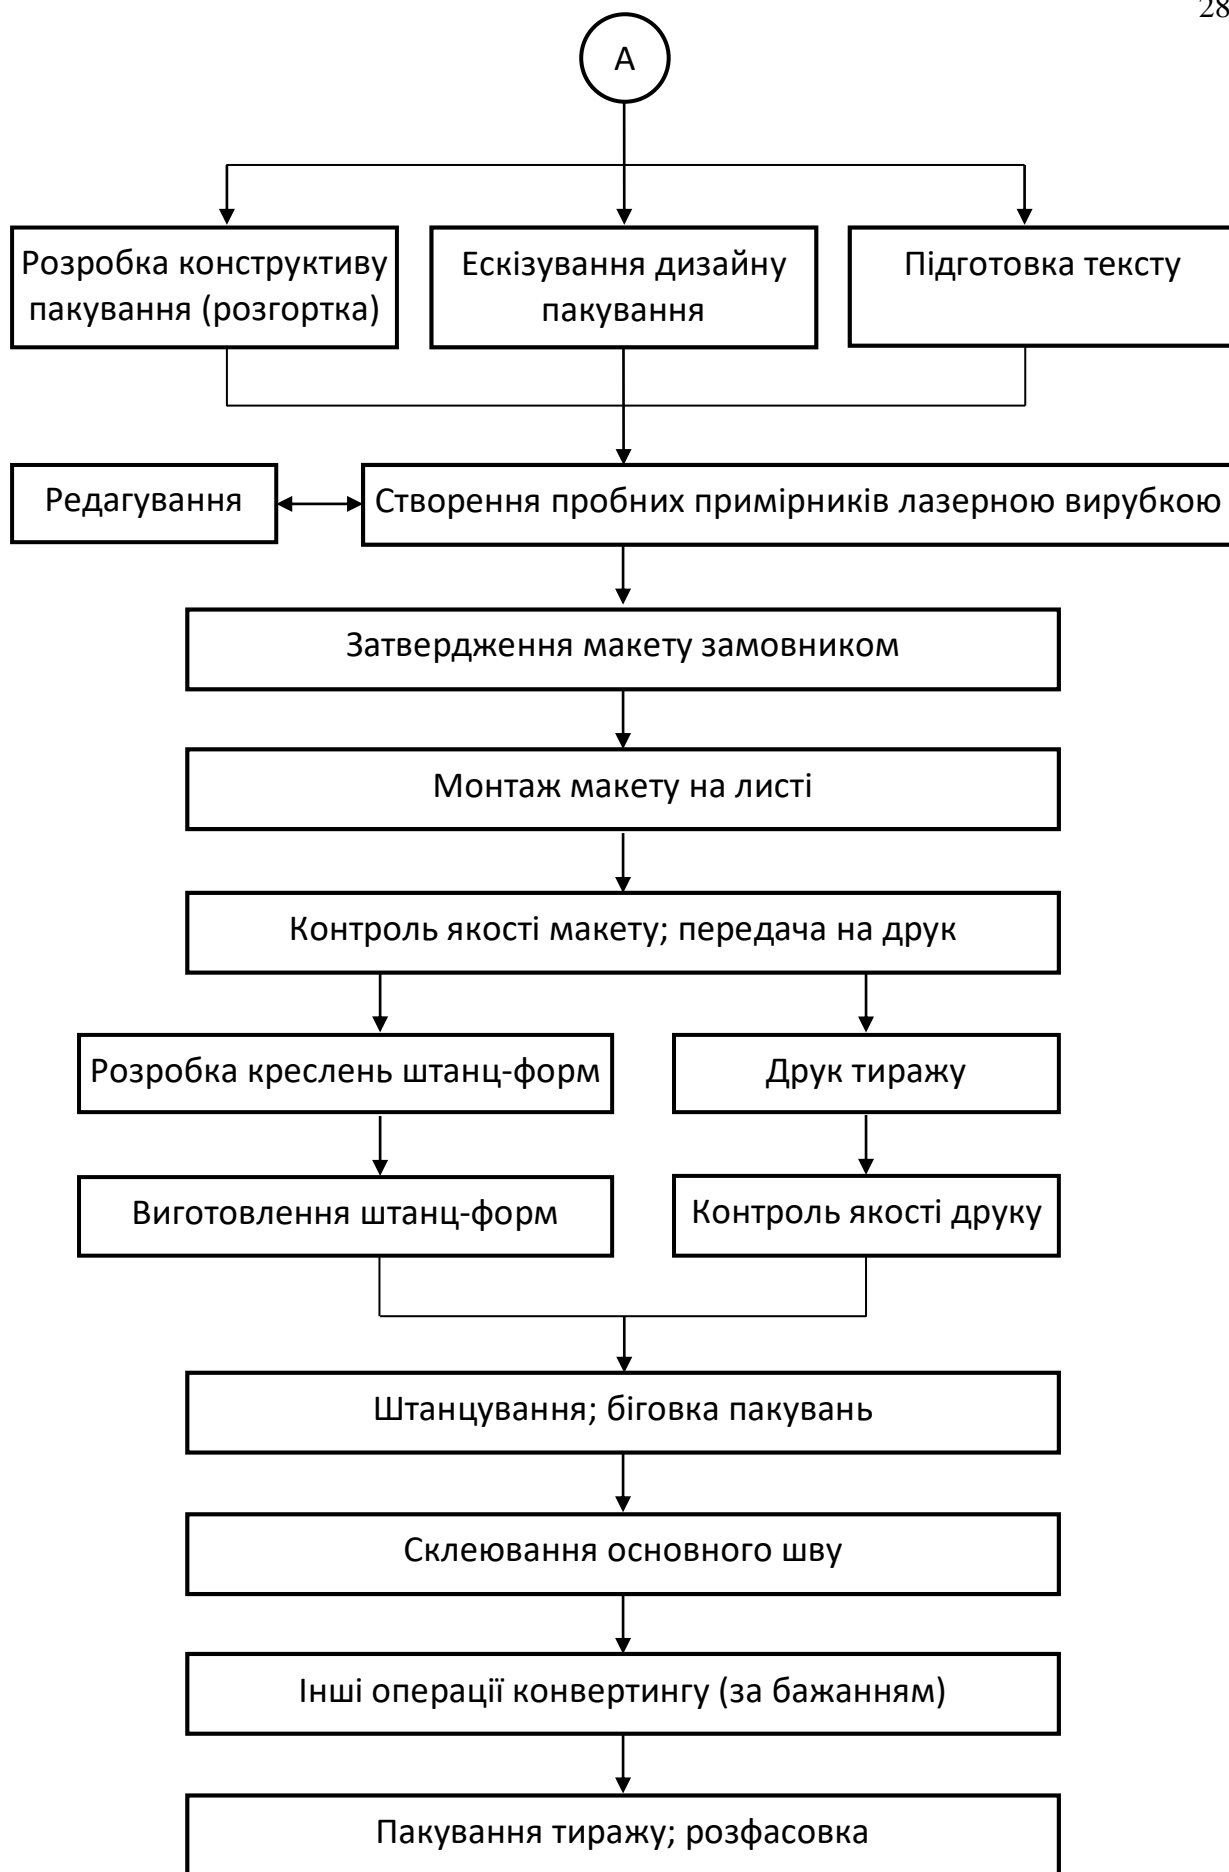 28
А
Розробка конструктиву
пакування (розгортка)
Ескізування дизайну
пакування
Підготовка тексту
Редагування
Створення пробних примірників лазерною вирубкою
Затвердження макету замовником
Монтаж макету на листі
Контроль якості макету; передача на друк
Розробка креслень штанц-форм
Друк тиражу
Виготовлення штанц-форм
Контроль якості друку
Штанцування; біговка пакувань
Склеювання основного шву
Інші операції конвертингу (за бажанням)
Пакування тиражу; розфасовка